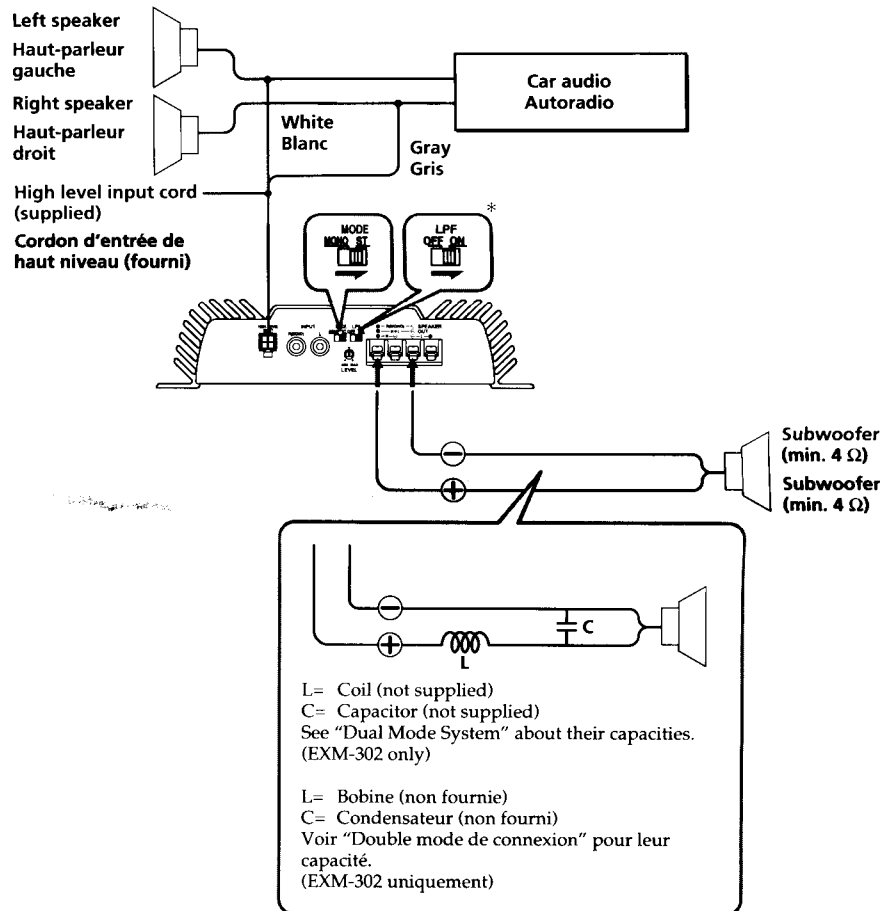 Left speaker
Haut-parleur
gauche
Right speaker
Haut-parleur
droit
High level input cord
(supplied)
Cordon d'entrée de
haut niveau (fourni)
Car audio
Autoradio
White
Blanc
Gray
Gris
*
MODE
MONO ST
LPF
OFF ON
INPUT
L
SPEAKER
OUT
LEVEL
−
+
Subwoofer
(min. 4 Ω)
Subwoofer
(min. 4 Ω)
−
+
L
C
L= Coil (not supplied)
C= Capacitor (not supplied)
See "Dual Mode System" about their capacities.
(EXM-302 only)
L= Bobine (non fournie)
C= Condensateur (non fourni)
Voir "Double mode de connexion" pour leur
capacité.
(EXM-302 uniquement)